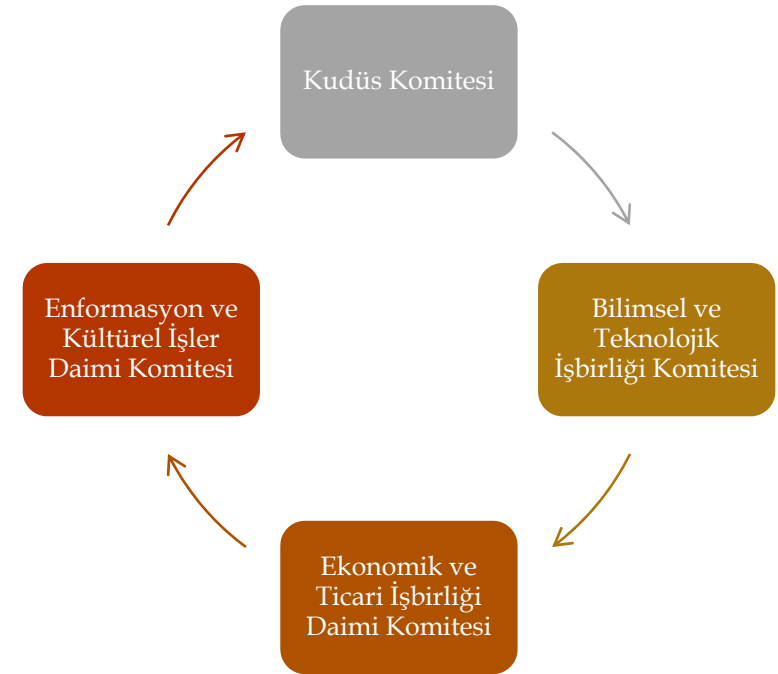 Kudüs Komitesi
Bilimsel ve
Teknolojik
İşbirliği Komitesi
Ekonomik ve
Ticari İşbirliği
Daimi Komitesi
Enformasyon ve
Kültürel İşler
Daimi Komitesi